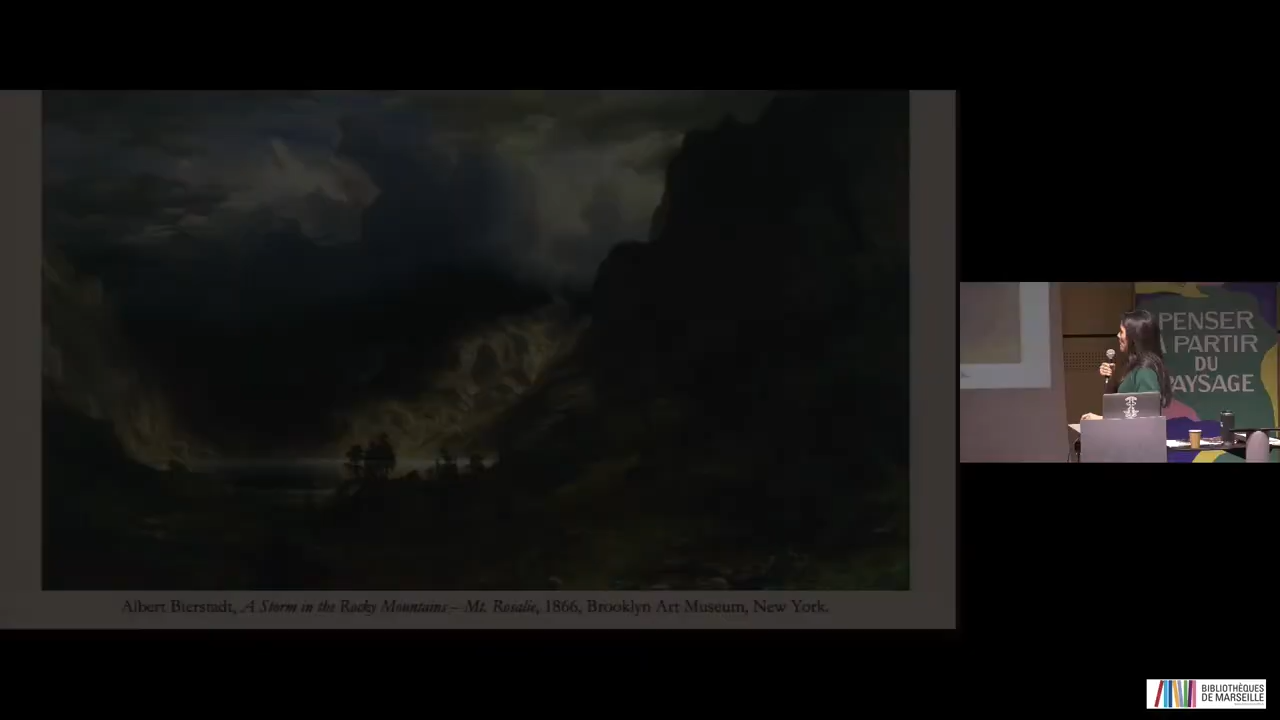 Albert Bierstadt, A Storm in the Rocky Mountains – Mt. Rosalie, 1866, Brooklyn Art Museum, New York.
PENSER
À PARTIR
DU
PAYSAGE
BIBLIOTHÈQUES
DE MARSEILLE